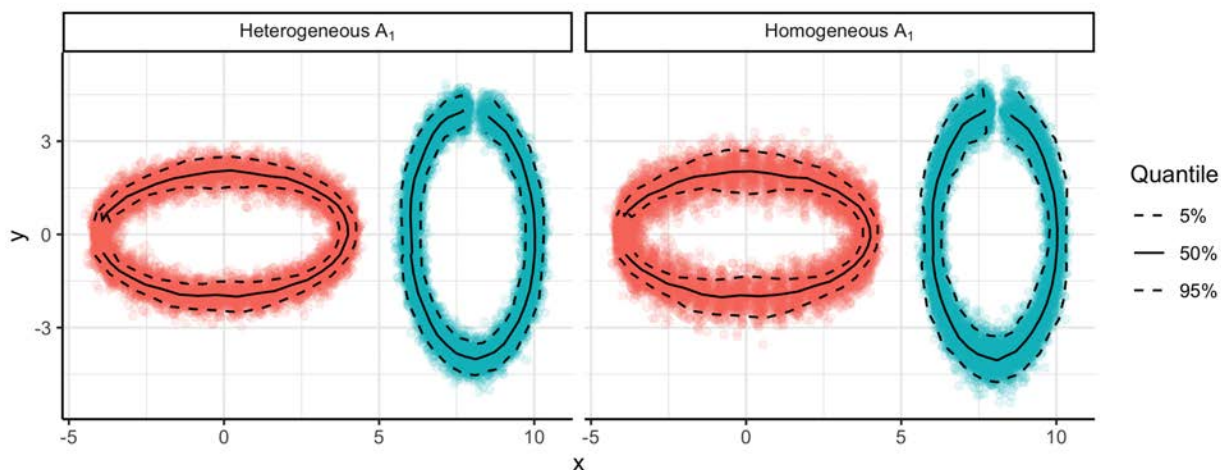 Heterogeneous A₁
Homogeneous A₁
3
0
-3
y
-5
0
5
10
-5
0
5
10
x
Quantile
5%
50%
95%